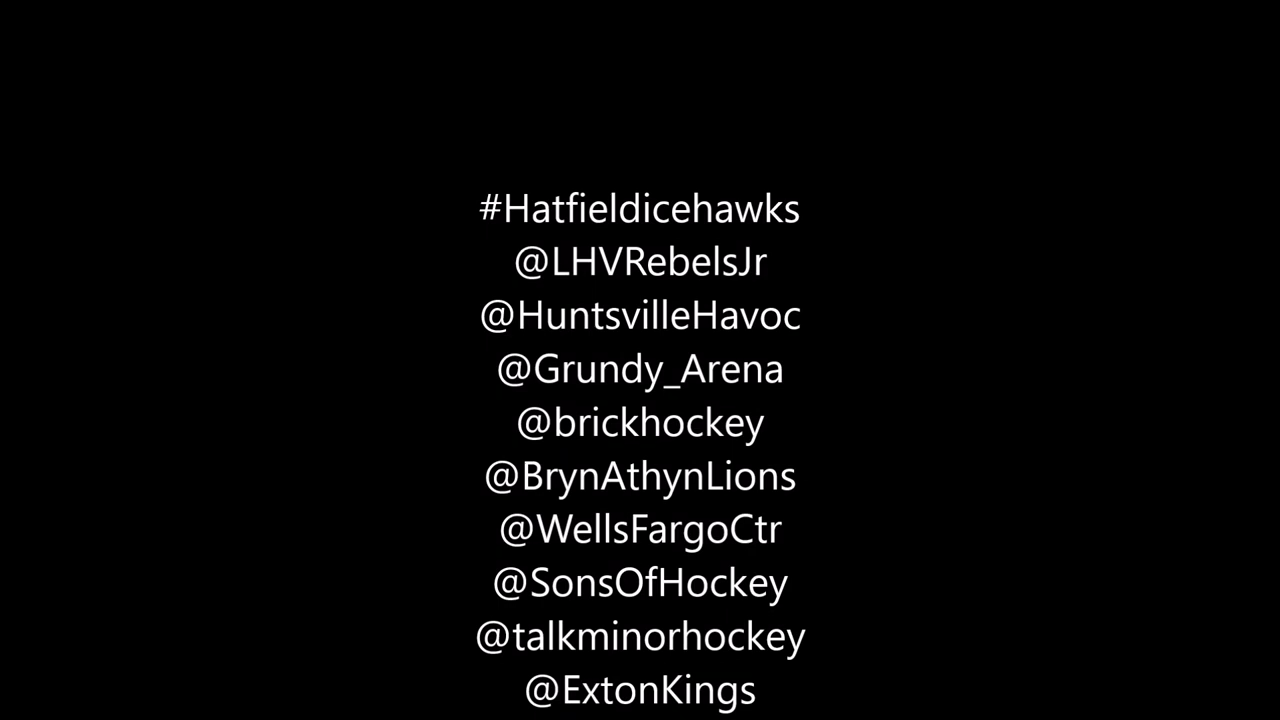 #Hatfieldicehawks
@LHVRebelsJr
@HuntsvilleHavoc
@Grundy_Arena
@brickhockey
@BrynAthynLions
@WellsFargoCtr
@SonsOfHockey
@talkminorhockey
@ExtonKings